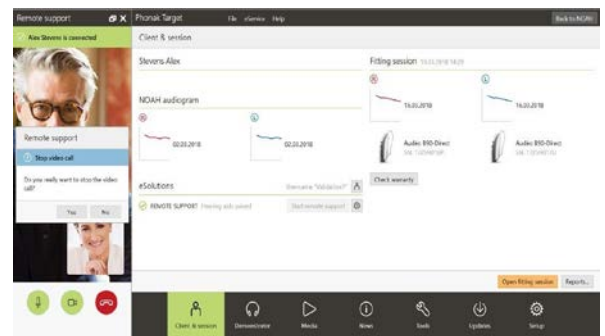 Remote support
Phonak Target
File eService Help
Back to NOAH
Alex Stevens is connected
Client & session
Stevens Alex
Fitting session
NOAH audiogram
R
L
16.03.2018
16.03.2018
R
L
02.03.2018
02.03.2018
Audéo B90-Direct
Audéo B90-Direct
Remote support
Stop video call
Do you really want to stop the video
call?
Yes
No
Check warranty
eSolutions
REMOTE SUPPORT Hearing aids paired
Start remote support
Open fitting session
Reports...
Client & session
Demonstrator
Media
News
Tools
Updates
Setup